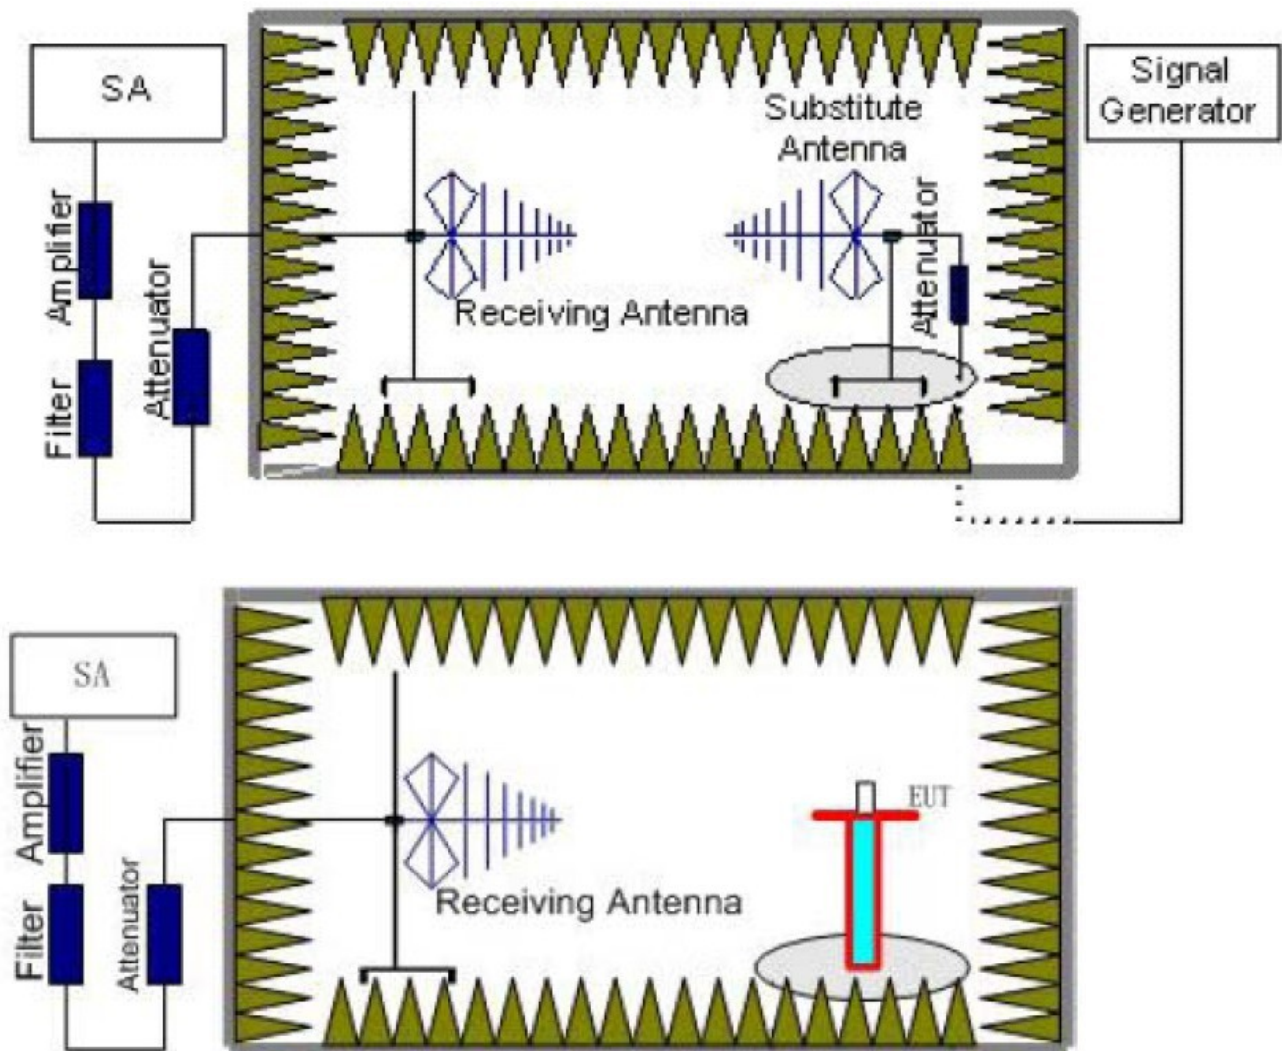 SA
Signal
Generator
Substitute
Antenna
Amplifier
Attenuator
Attenuator
Receiving Antenna
Filter
SA
Amplifier
EUT
Receiving Antenna
Filter
Attenuator